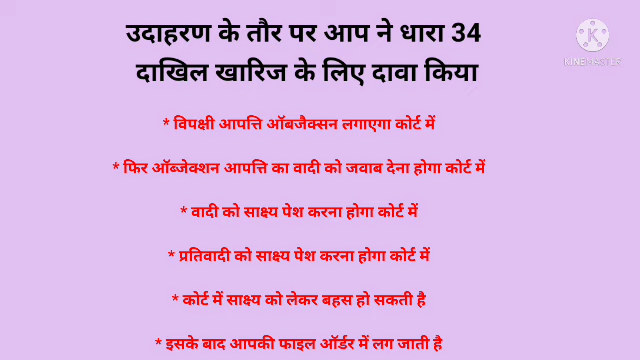 उदाहरण के तौर पर आप ने धारा 34
दाखिल खारिज के लिए दावा किया
* विपक्षी आपत्ति ऑबजैक्सन लगाएगा कोर्ट में
* फिर ऑब्जेक्शन आपत्ति का वादी को जवाब देना होगा कोर्ट में
* वादी को साक्ष्य पेश करना होगा कोर्ट में
* प्रतिवादी को साक्ष्य पेश करना होगा कोर्ट में
* कोर्ट में साक्ष्य को लेकर बहस हो सकती है
* इसके बाद आपकी फाइल ऑर्डर में लग जाती है
K
KINEMASTER